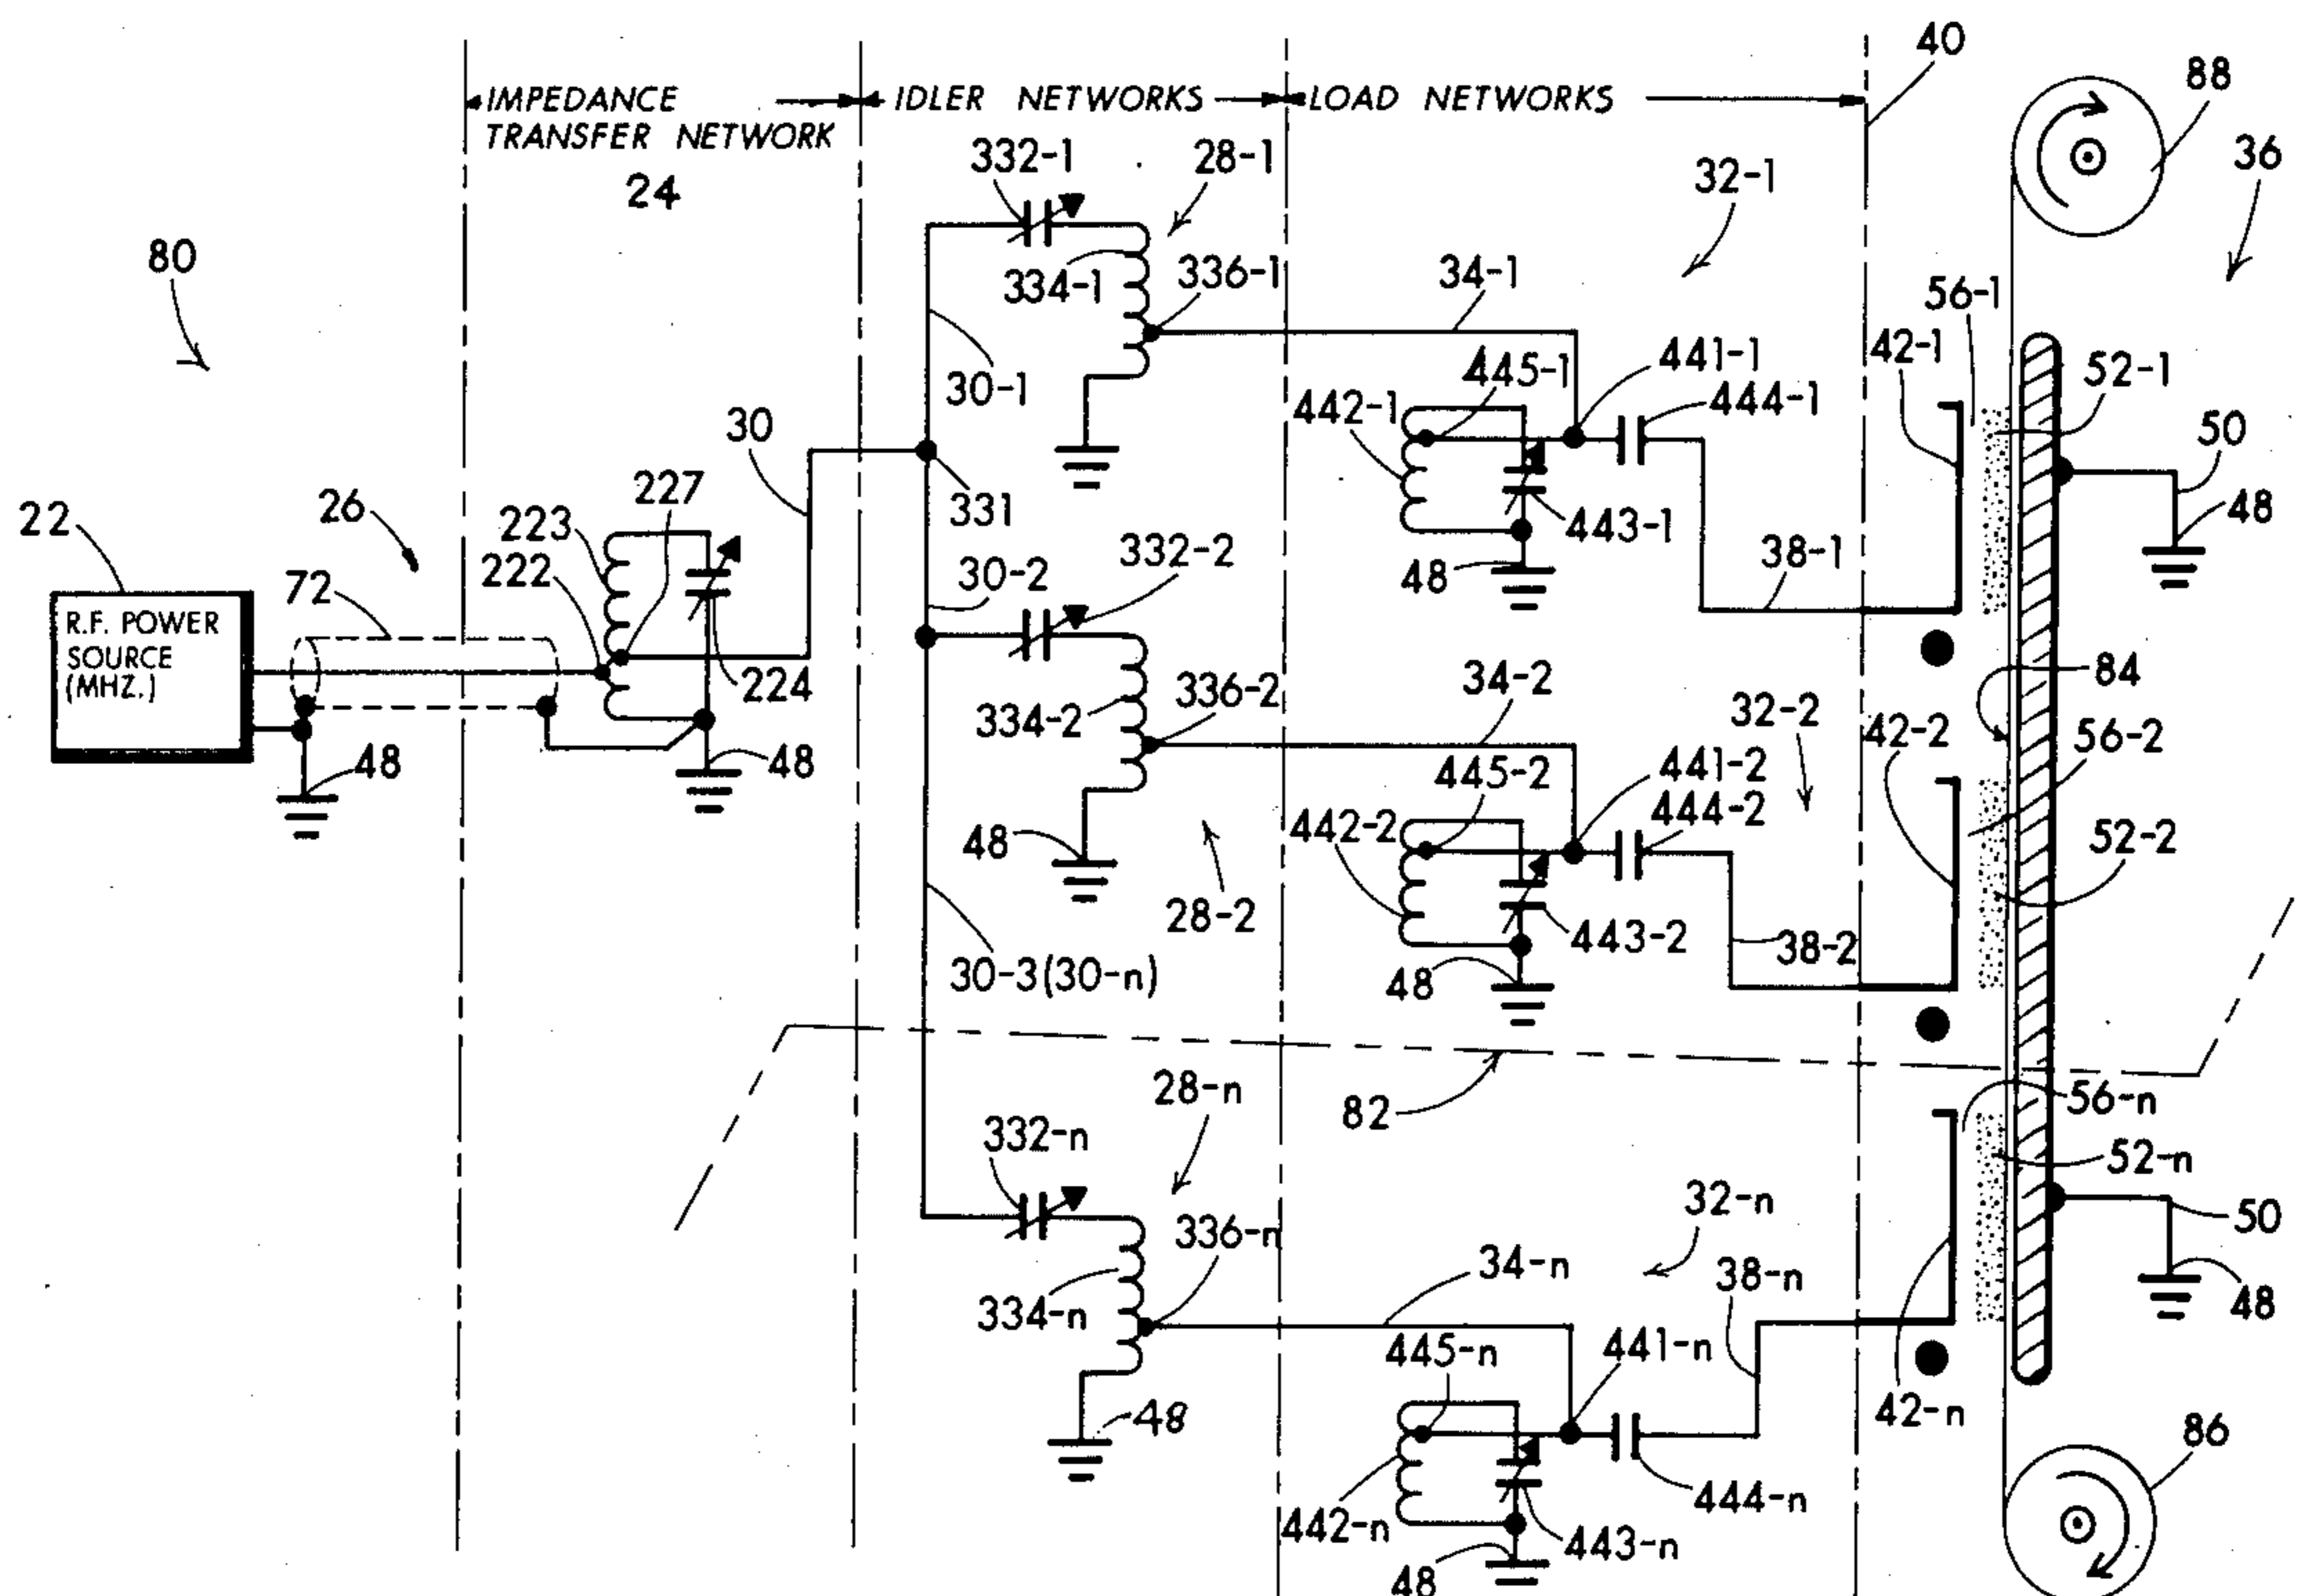 IMPEDANCE
TRANSFER NETWORK
24
IDLER NETWORKS
LOAD NETWORKS
40
88
36
80
332-1
28-1
32-1
334-1
336-1
34-1
56-1
42-1
52-1
30-1
445-1
441-1
442-1
444-1
50
48
30
227
331
443-1
48
38-1
22
26
223
222
72
R.F. POWER
SOURCE
(MHZ.)
224
48
48
30-2
332-2
84
334-2
336-2
34-2
32-2
42-2
56-2
445-2
441-2
444-2
442-2
52-2
48
28-2
443-2
38-2
48
30-3(30-n)
82
28-n
56-n
332-n
52-n
32-n
336-n
50
334-n
34-n
38-n
48
445-n
441-n
42-n
48
444-n
86
442-n
443-n
48